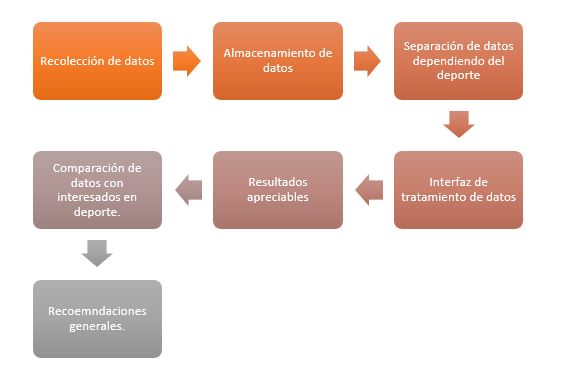 Recolección de datos
Almacenamiento de
datos
Separación de datos
dependiendo del
deporte
Interfaz de
tratamiento de datos
Resultados
apreciables
Comparación de
datos con
interesados en
deporte.
Recoemndaciones
generales.